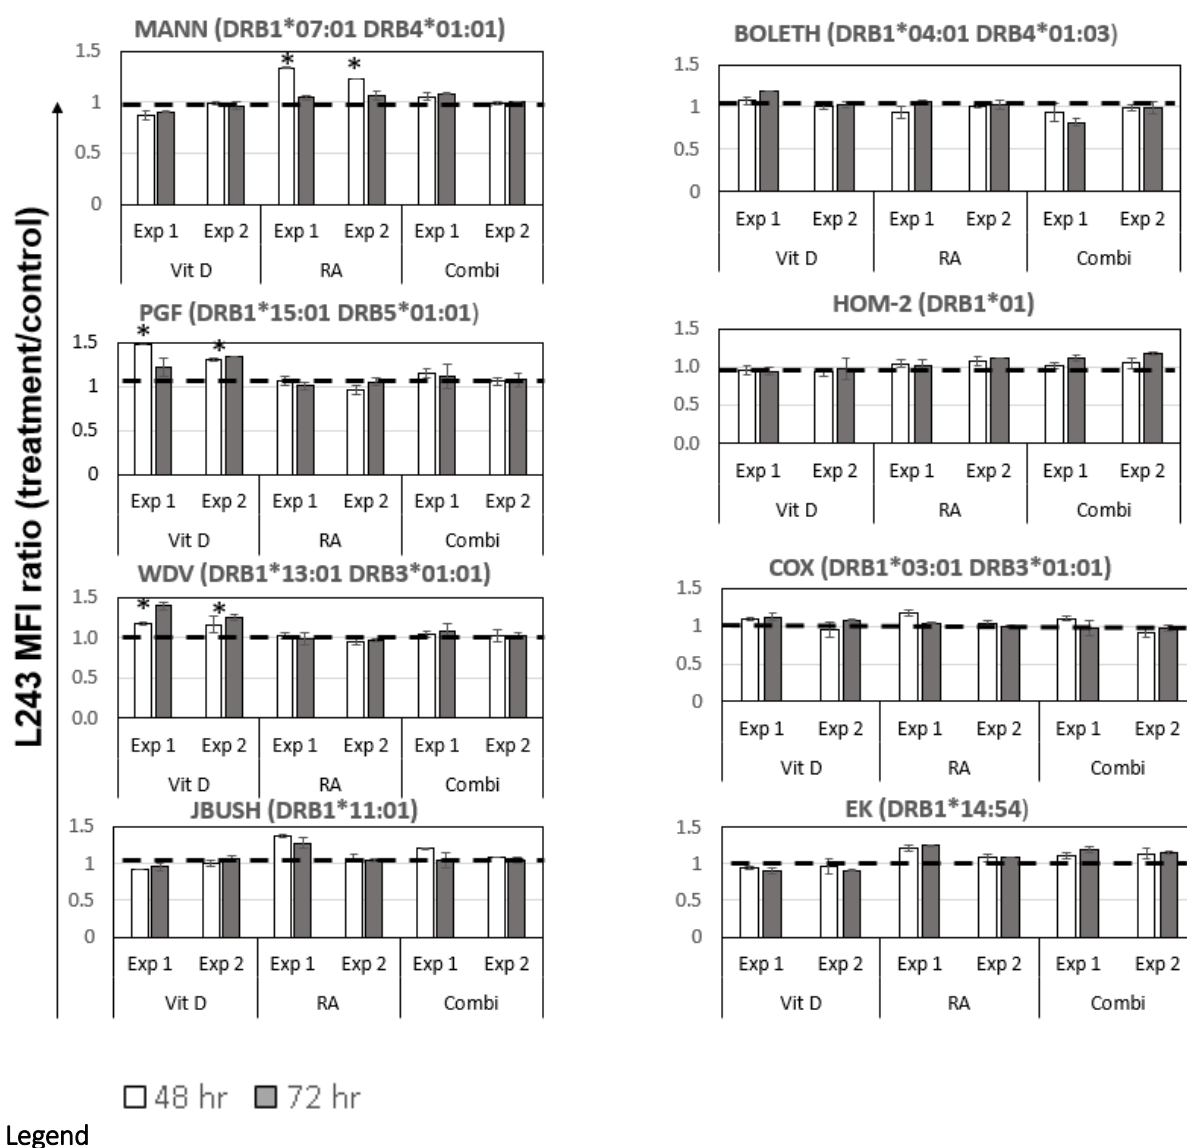 L243 MFI ratio (treatment/control)
MANN (DRB1*07:01 DRB4*01:01)
1.5
1
0.5
0
* *
Exp 1 Exp 2 Exp 1 Exp 2 Exp 1 Exp 2
Vit D RA Combi
PGF (DRB1*15:01 DRB5*01:01)
1.5
1
0.5
0
* *
Exp 1 Exp 2 Exp 1 Exp 2 Exp 1 Exp 2
Vit D RA Combi
WDV (DRB1*13:01 DRB3*01:01)
1.5
1.0
0.5
0.0
* *
Exp 1 Exp 2 Exp 1 Exp 2 Exp 1 Exp 2
Vit D RA Combi
JBUSH (DRB1*11:01)
1.5
1
0.5
0
Exp 1 Exp 2 Exp 1 Exp 2 Exp 1 Exp 2
Vit D RA Combi
BOLETH (DRB1*04:01 DRB4*01:03)
1.5
1
0.5
0
Exp 1 Exp 2 Exp 1 Exp 2 Exp 1 Exp 2
Vit D RA Combi
HOM-2 (DRB1*01)
1.5
1.0
0.5
0.0
Exp 1 Exp 2 Exp 1 Exp 2 Exp 1 Exp 2
Vit D RA Combi
COX (DRB1*03:01 DRB3*01:01)
1.5
1
0.5
0
Exp 1 Exp 2 Exp 1 Exp 2 Exp 1 Exp 2
Vit D RA Combi
EK (DRB1*14:54)
1.5
1
0.5
0
Exp 1 Exp 2 Exp 1 Exp 2 Exp 1 Exp 2
Vit D RA Combi
48 hr 72 hr
Legend